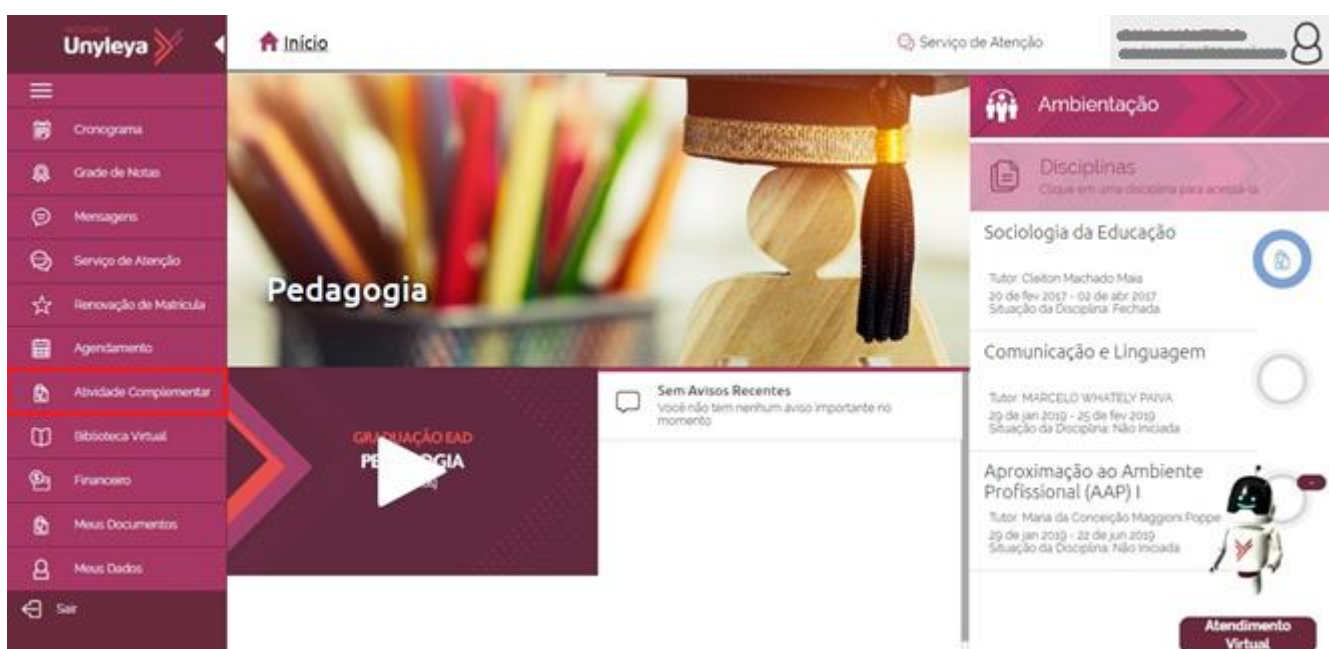 Unyleya
Início
Serviço de Atenção
Cronograma
Grade de Notas
Mensagens
Serviço de Atenção
Renovação de Matrícula
Agendamento
Atividade Complementar
Biblioteca Virtual
Financeiro
Meus Documentos
Meus Dados
Sair
Pedagogia
GRADUAÇÃO EAD
Sem Avisos Recentes
Você não tem nenhum aviso importante no
momento
Ambientação
Disciplinas
Clique em uma disciplina para acessá-la.
Sociologia da Educação
Tutor: Cleiton Machado Maia
20 de fev 2017 - 02 de abr 2017
Situação da Disciplina: Fechada
Comunicação e Linguagem
Tutor: MARCELO WHATELY PAIVA
29 de jan 2019 - 25 de fev 2019
Situação da Disciplina: Não Iniciada
Aproximação ao Ambiente
Profissional (AAP) I
Tutor: Maria da Conceição Maggioni Poppe
29 de jan 2019 - 22 de jun 2019
Situação da Disciplina: Não Iniciada
Atendimento
Virtual